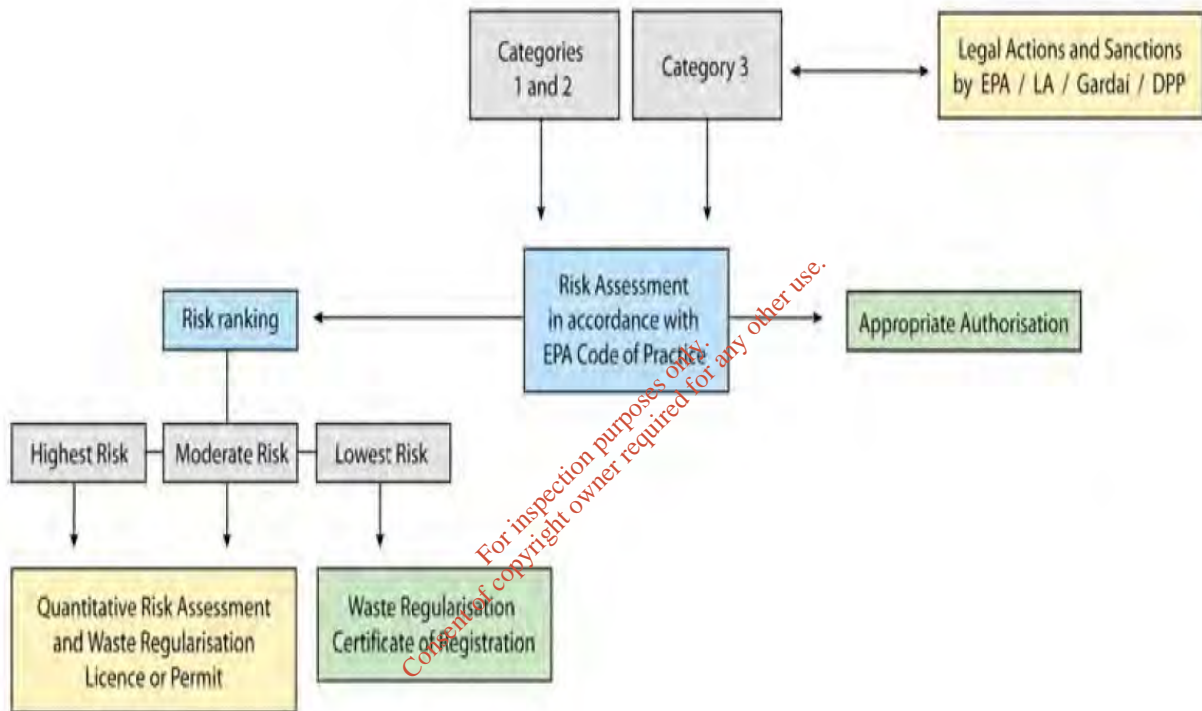 Categories
1 and 2
Category 3
Legal Actions and Sanctions
by EPA / LA / Gardai / DPP
Risk Assessment
in accordance with
EPA Code of Practice
Risk ranking
Appropriate Authorisation
Highest Risk
Moderate Risk
Lowest Risk
Quantitative Risk Assessment
and Waste Regularisation
Licence or Permit
Waste Regularisation
Certificate of Registration
For inspection purposes only.
Consent of copyright owner required for any other use.